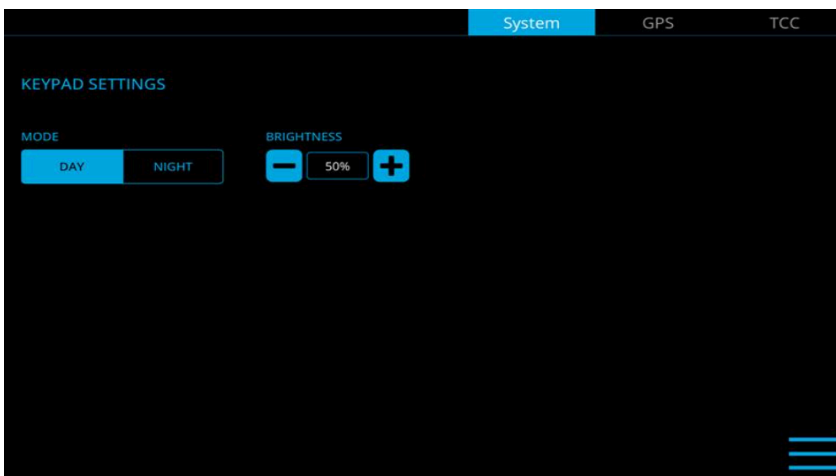 System GPS TCC
KEYPAD SETTINGS
MODE BRIGHTNESS
DAY NIGHT 50%